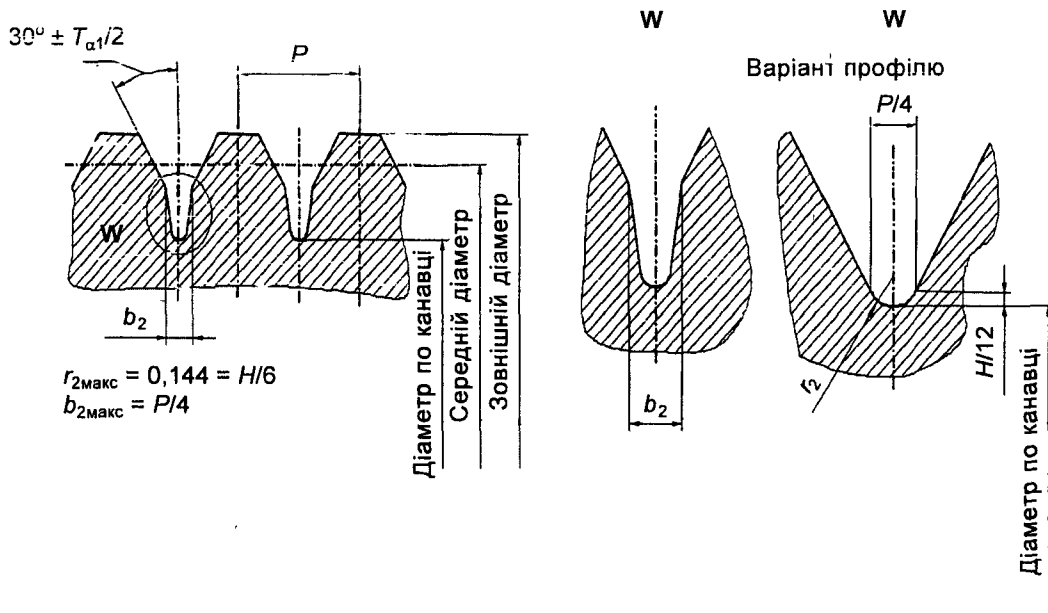 30° ± Tα1/2
P
W
b₂
r₂макс = 0,144 = H/6
b₂макс = P/4
Діаметр по канавці
Середній діаметр
Зовнішній діаметр
W
b₂
W
Варіант профілю
P/4
r₂
H/12
Діаметр по канавці